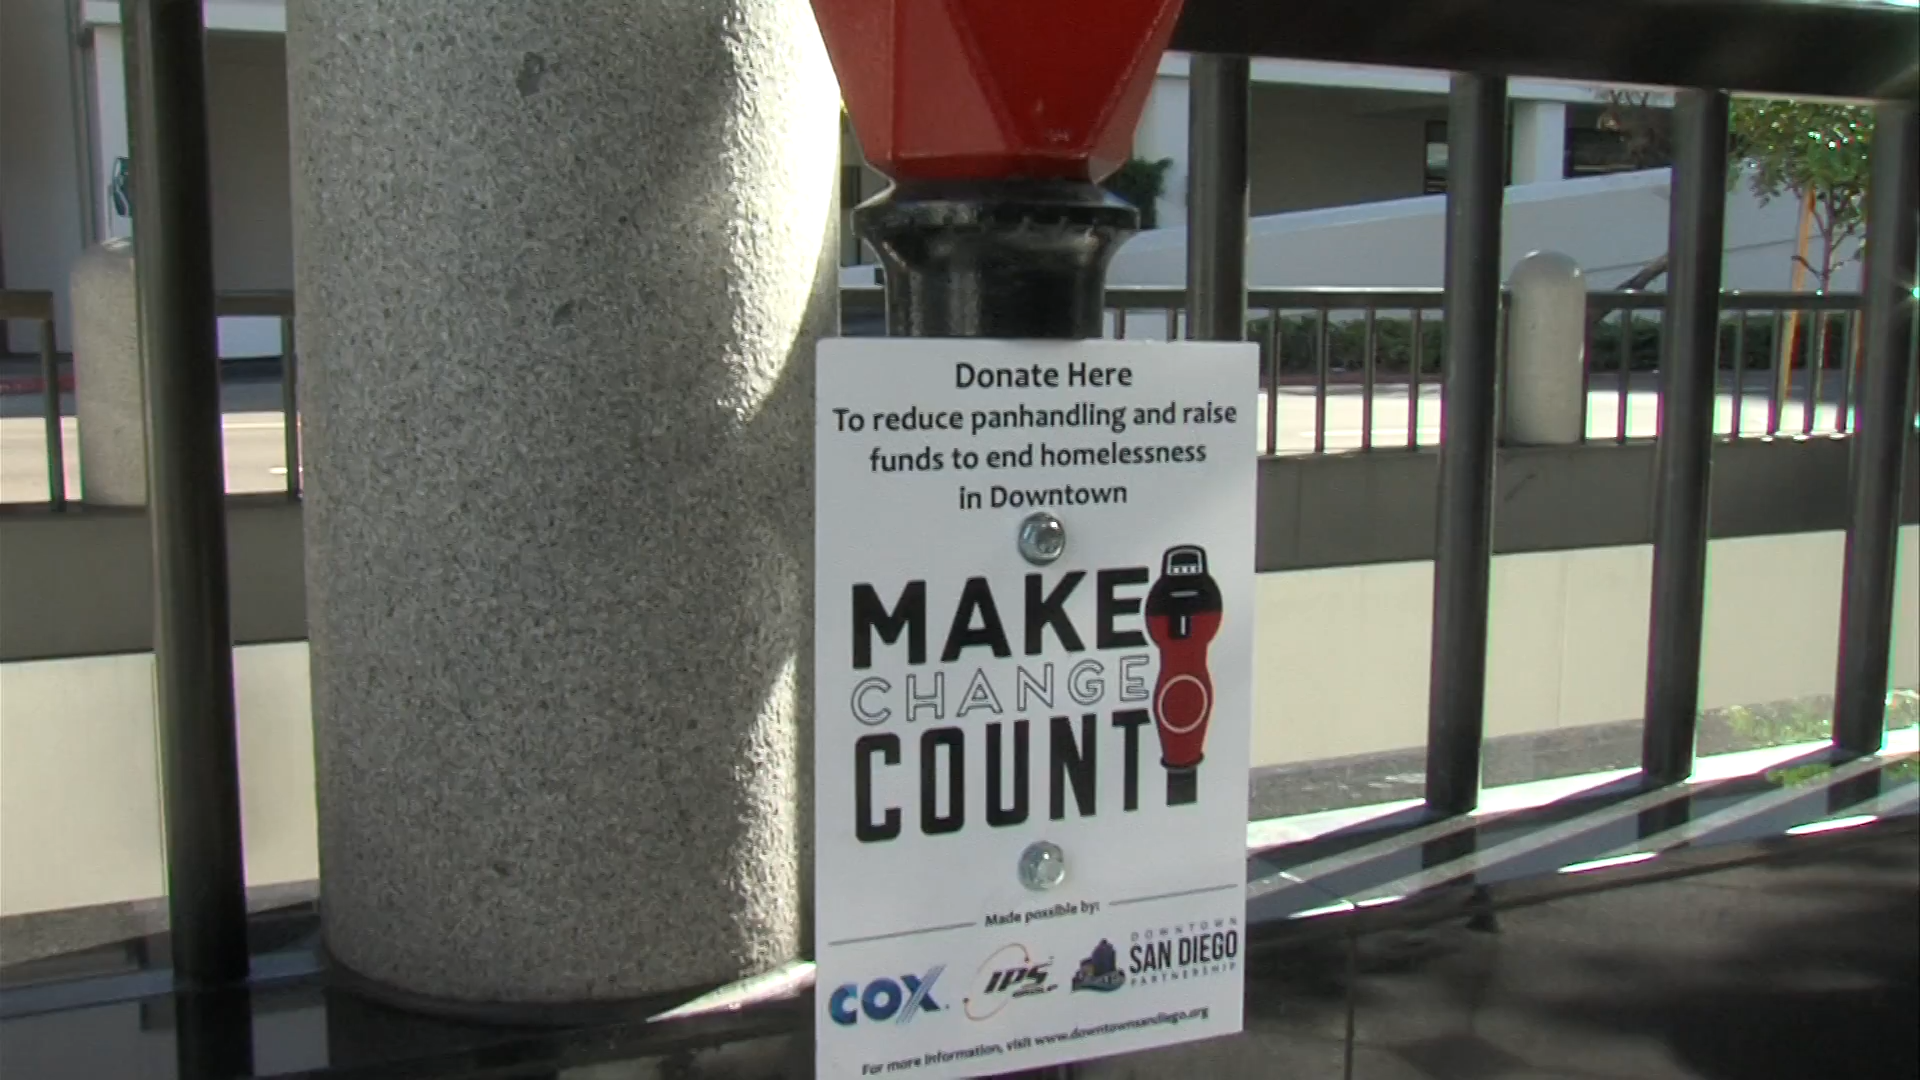 Donate Here
To reduce panhandling and raise
funds to end homelessness
in Downtown
MAKE
CHANGE
COUNT
Made possible by:
COX
IPS GROUP
DOWNTOWN
SAN DIEGO
PARTNERSHIP
For more information, visit www.downtownsandiego.org